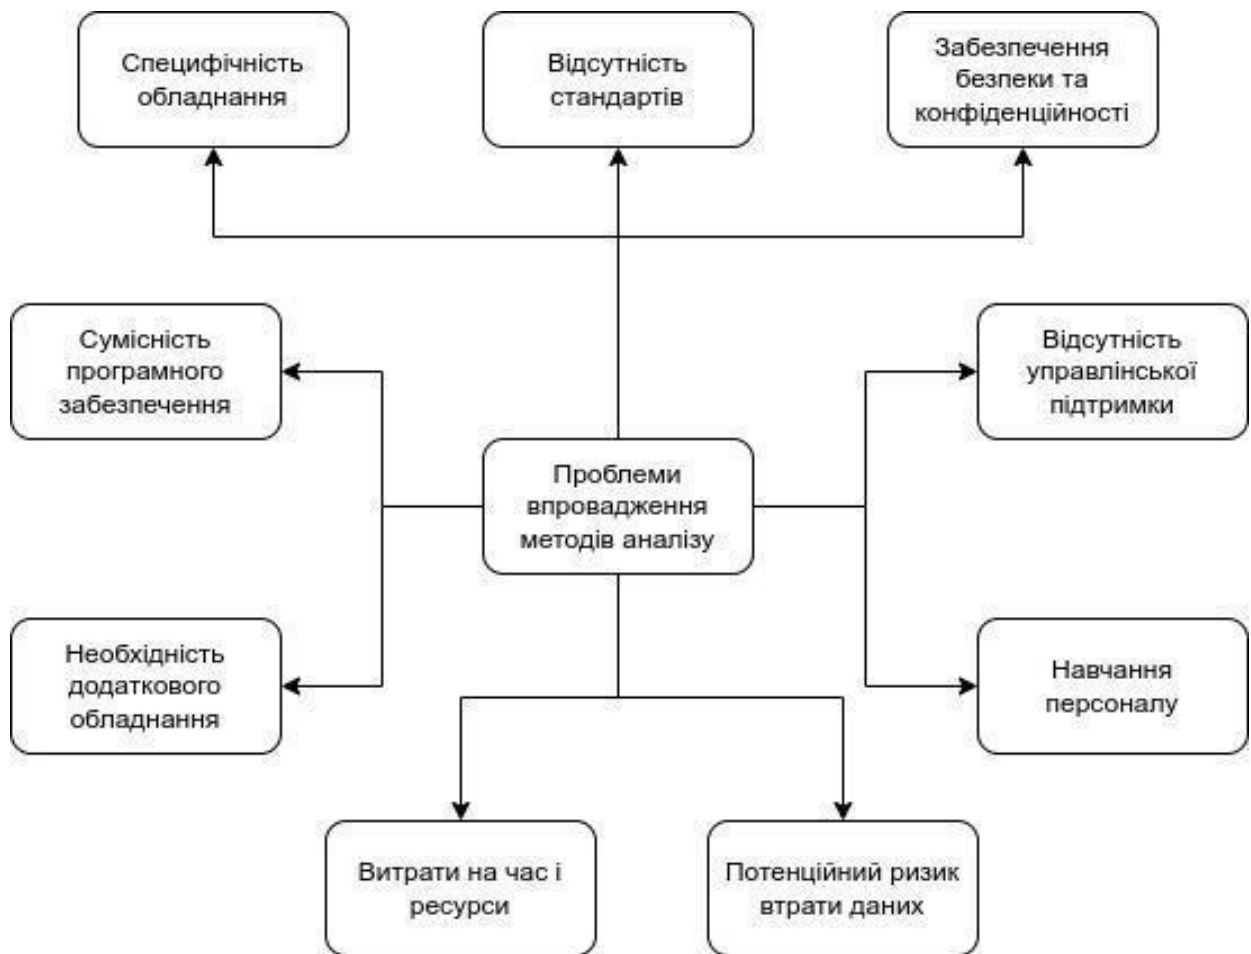 Специфічність
обладнання
Відсутність
стандартів
Забезпечення
безпеки та
конфіденційності
Сумісність
програмного
забезпечення
Відсутність
управлінської
підтримки
Проблеми
впровадження
методів аналізу
Необхідність
додаткового
обладнання
Навчання
персоналу
Витрати на час і
ресурси
Потенційний ризик
втрати даних